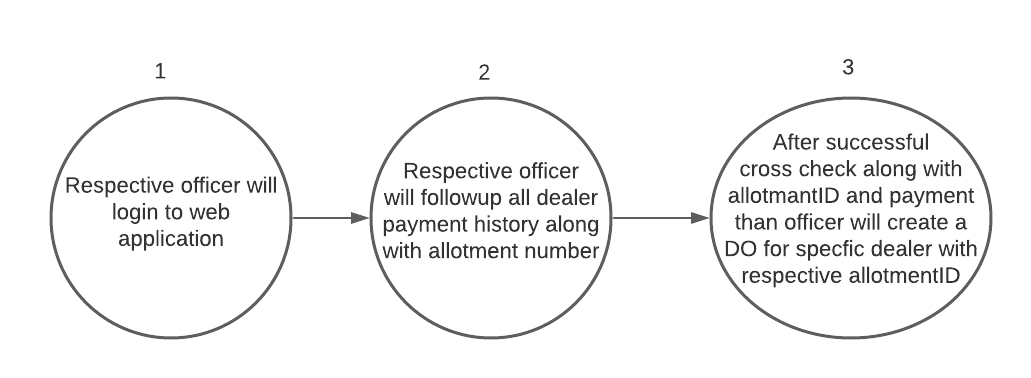 1
Respective officer will
login to web
application
2
Respective officer
will followup all dealer
payment history along
with allotment number
3
After successful
cross check along with
allotmantID and payment
than officer will create a
DO for specfic dealer with
respective allotmentID